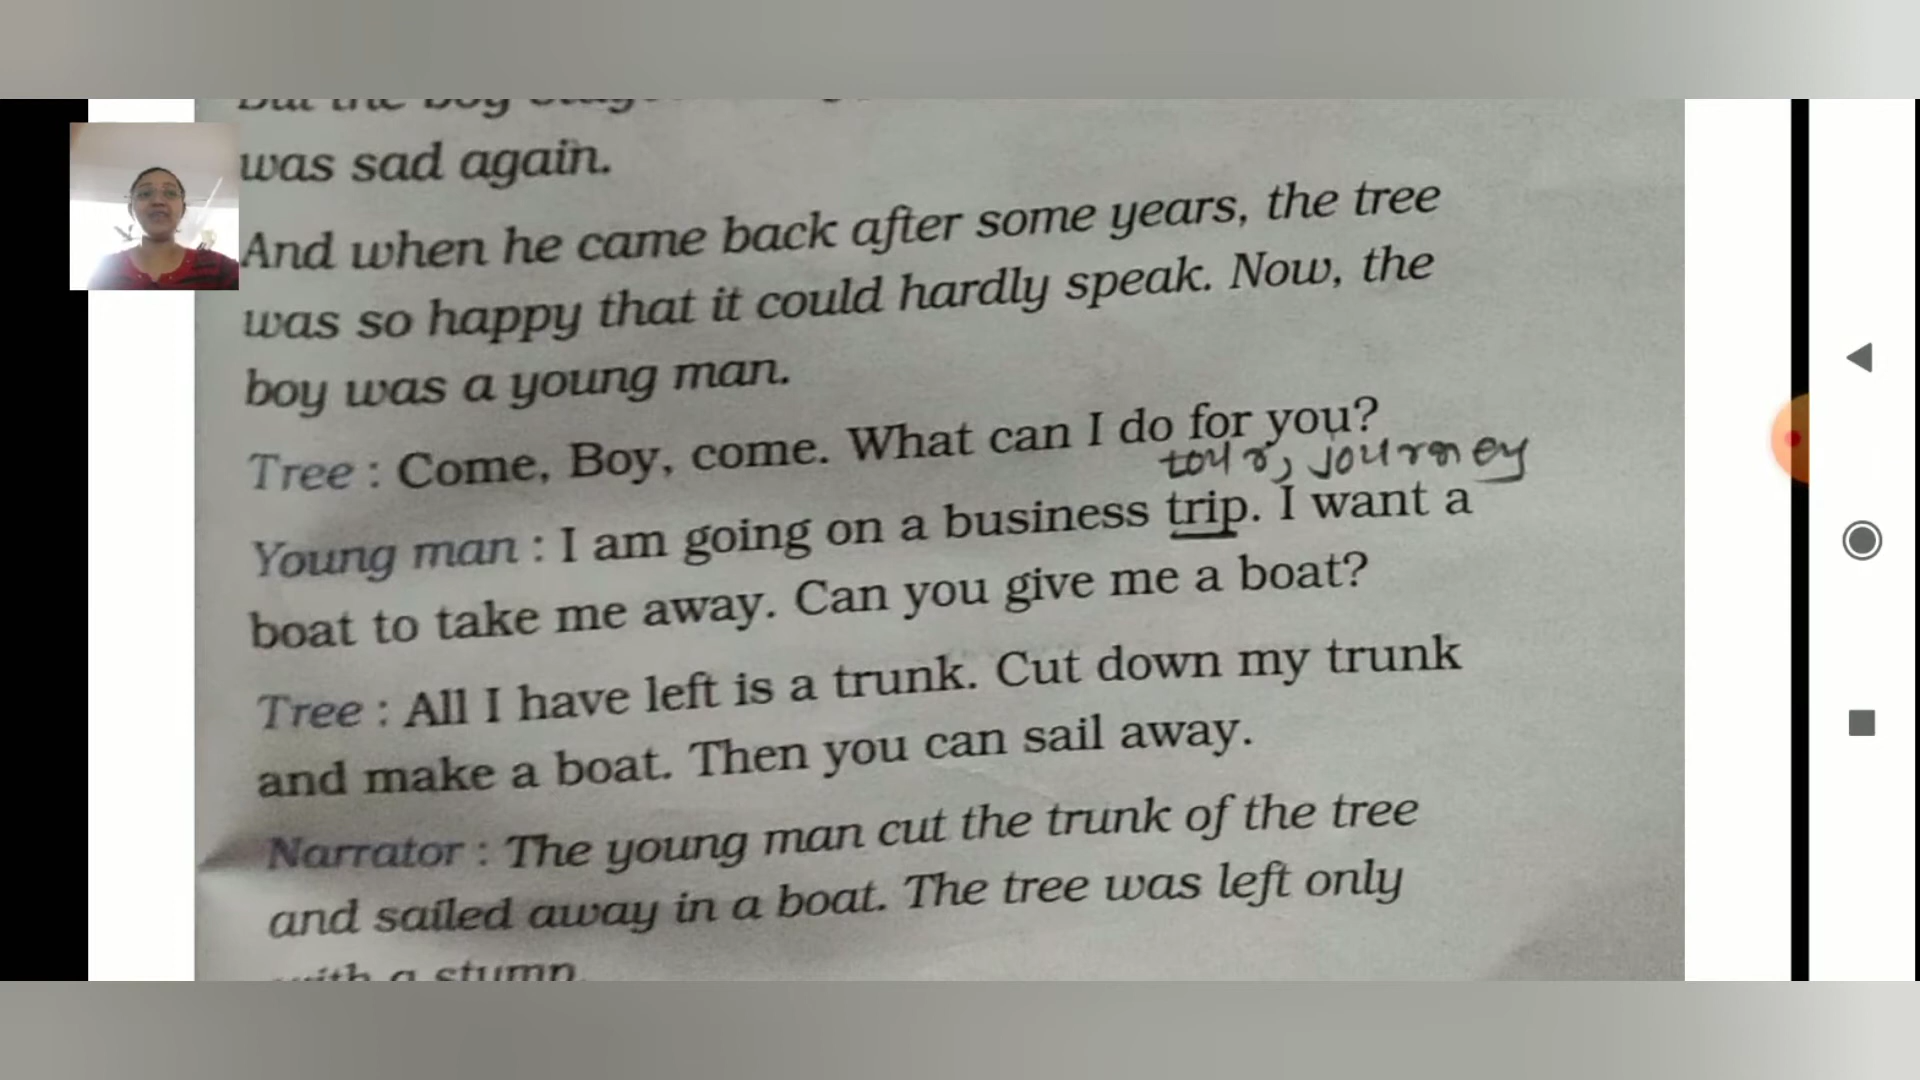 was sad again.
And when he came back after some years, the tree
was so happy that it could hardly speak. Now, the
boy was a young man.
Tree : Come, Boy, come. What can I do for you?
tour, journey
Young man : I am going on a business trip. I want a
boat to take me away. Can you give me a boat?
Tree : All I have left is a trunk. Cut down my trunk
and make a boat. Then you can sail away.
Narrator : The young man cut the trunk of the tree
and sailed away in a boat. The tree was left only
with a stump.